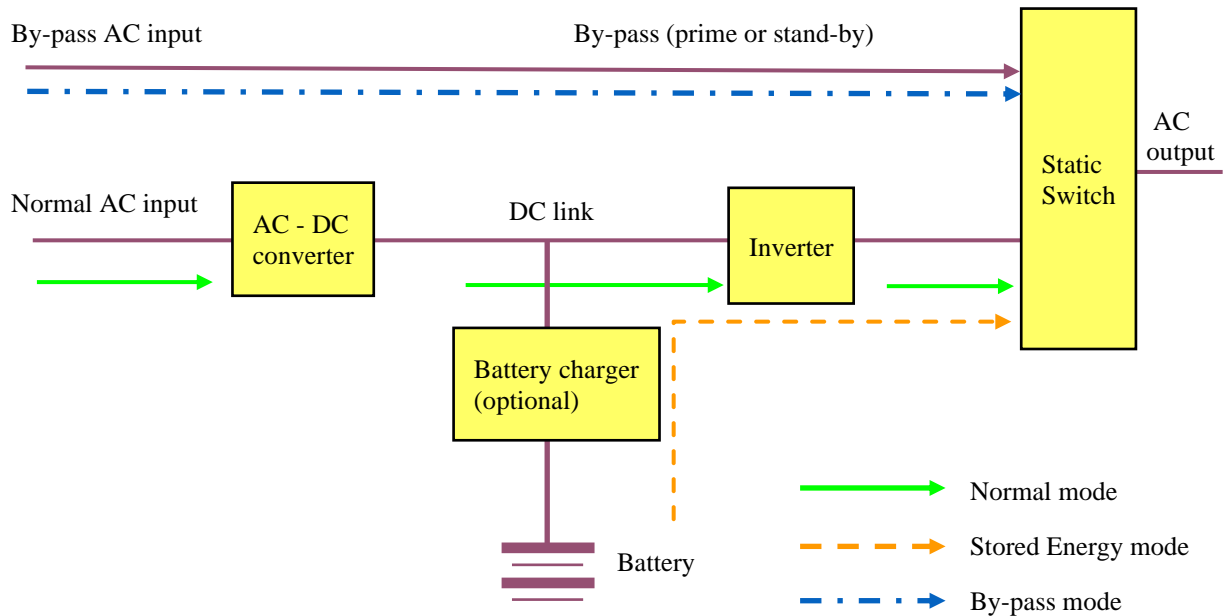 By-pass AC input
By-pass (prime or stand-by)
Static
Switch
AC
output
Normal AC input
AC - DC
converter
DC link
Inverter
Battery charger
(optional)
Battery
Normal mode
Stored Energy mode
By-pass mode